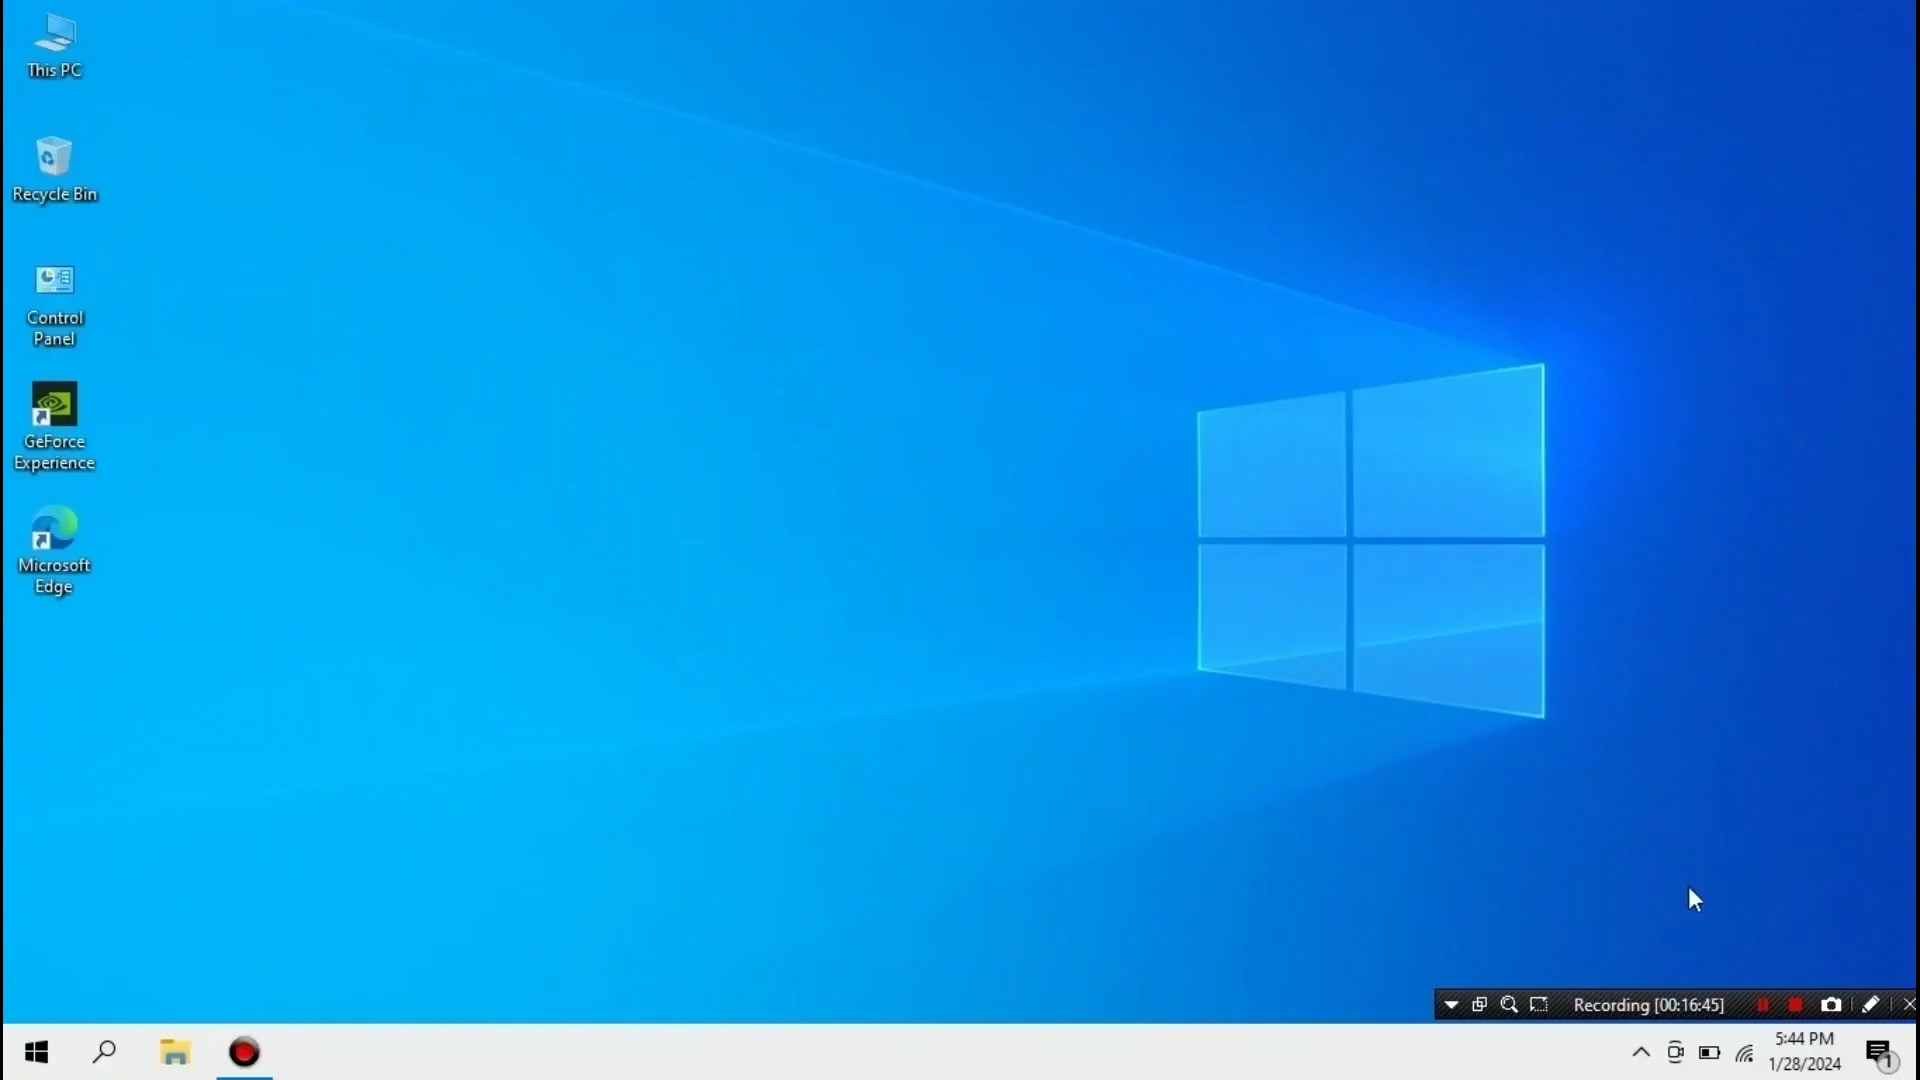 This PC
Recycle Bin
Control
Panel
GeForce
Experience
Microsoft
Edge
Recording [00:16:45]
5:44 PM
1/28/2024
1